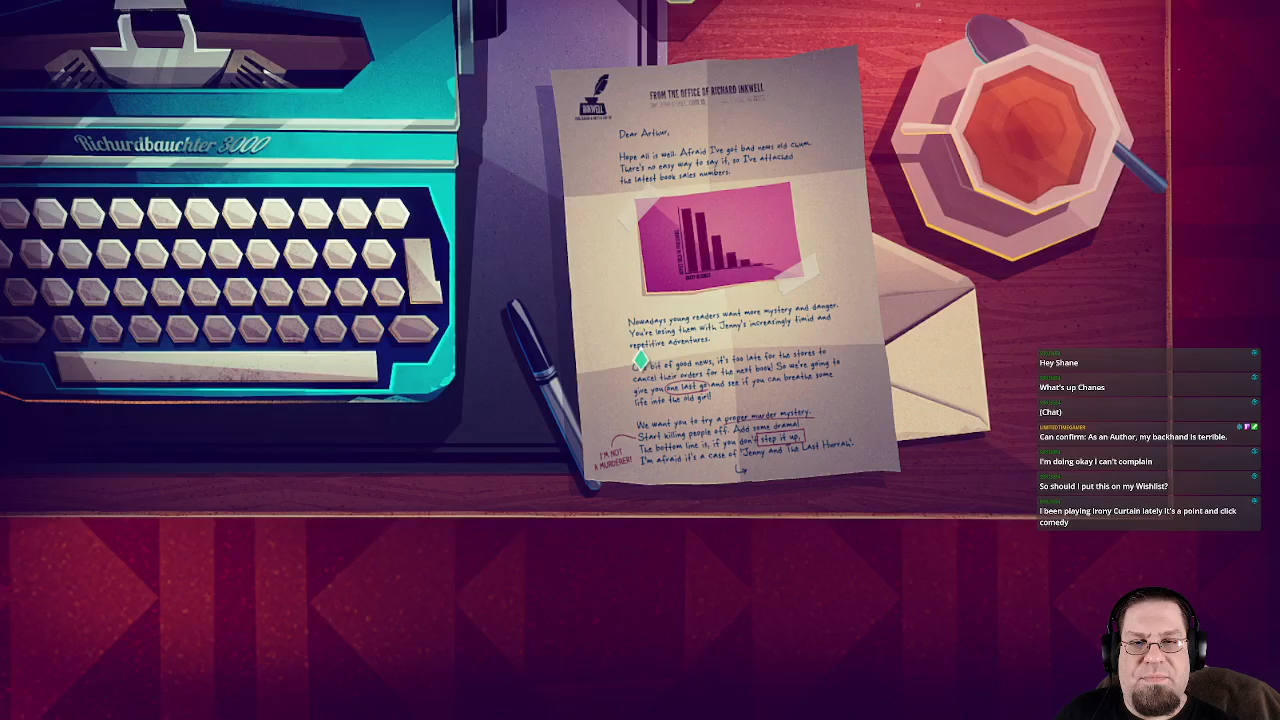 Richurdbauchter 3000
INKWELL
FROM THE OFFICE OF RICHARD INKWELL
Dear Arthur,
Hope all is well. Afraid I've got bad news old chum.
There's no easy way to say it, so I've attached
the latest book sales numbers.
Nowadays young readers want more mystery and danger.
You're losing them with Jenny's increasingly timid and
repetitive adventures.
bit of good news, it's too late for the stores to
cancel their orders for the next book! So we're going to
give you one last go and see if you can breathe some
life into the old girl!
We want you to try a proper murder mystery.
Start killing people off. Add some drama!
The bottom line is, if you don't step it up,
I'm afraid it's a case of 'Jenny and The Last Hurrah'.
I'M NOT
A MURDERER!
Hey Shane
What's up Chanes
(Chat)
UNLIMITEDTIMEGAMER
Can confirm: As an Author, my backhand is terrible.
I'm doing okay I can't complain
So should I put this on my Wishlist?
I been playing Irony Curtain lately it's a point and click
comedy